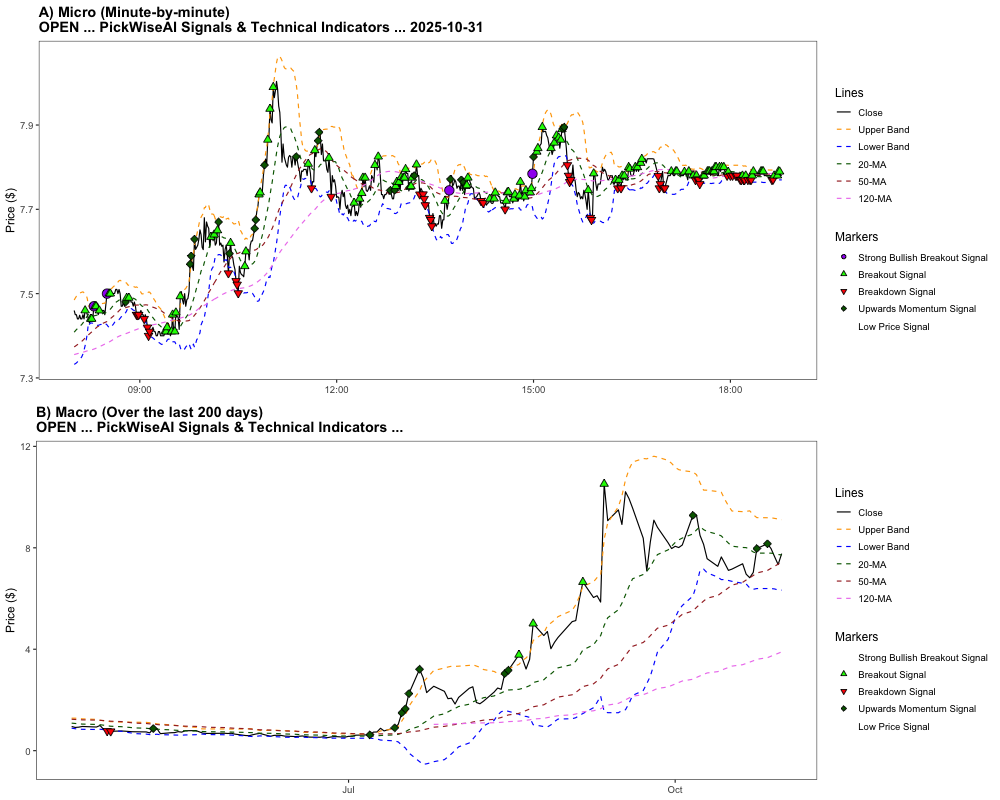 A) Micro (Minute-by-minute)
OPEN ... PickWiseAI Signals & Technical Indicators ... 2025-10-31
Price ($)
7.9
7.7
7.5
7.3
09:00
12:00
15:00
18:00
Lines
Close
Upper Band
Lower Band
20-MA
50-MA
120-MA
Markers
Strong Bullish Breakout Signal
Breakout Signal
Breakdown Signal
Upwards Momentum Signal
Low Price Signal
B) Macro (Over the last 200 days)
OPEN ... PickWiseAI Signals & Technical Indicators ...
Price ($)
12
8
4
0
Jul
Oct
Lines
Close
Upper Band
Lower Band
20-MA
50-MA
120-MA
Markers
Strong Bullish Breakout Signal
Breakout Signal
Breakdown Signal
Upwards Momentum Signal
Low Price Signal